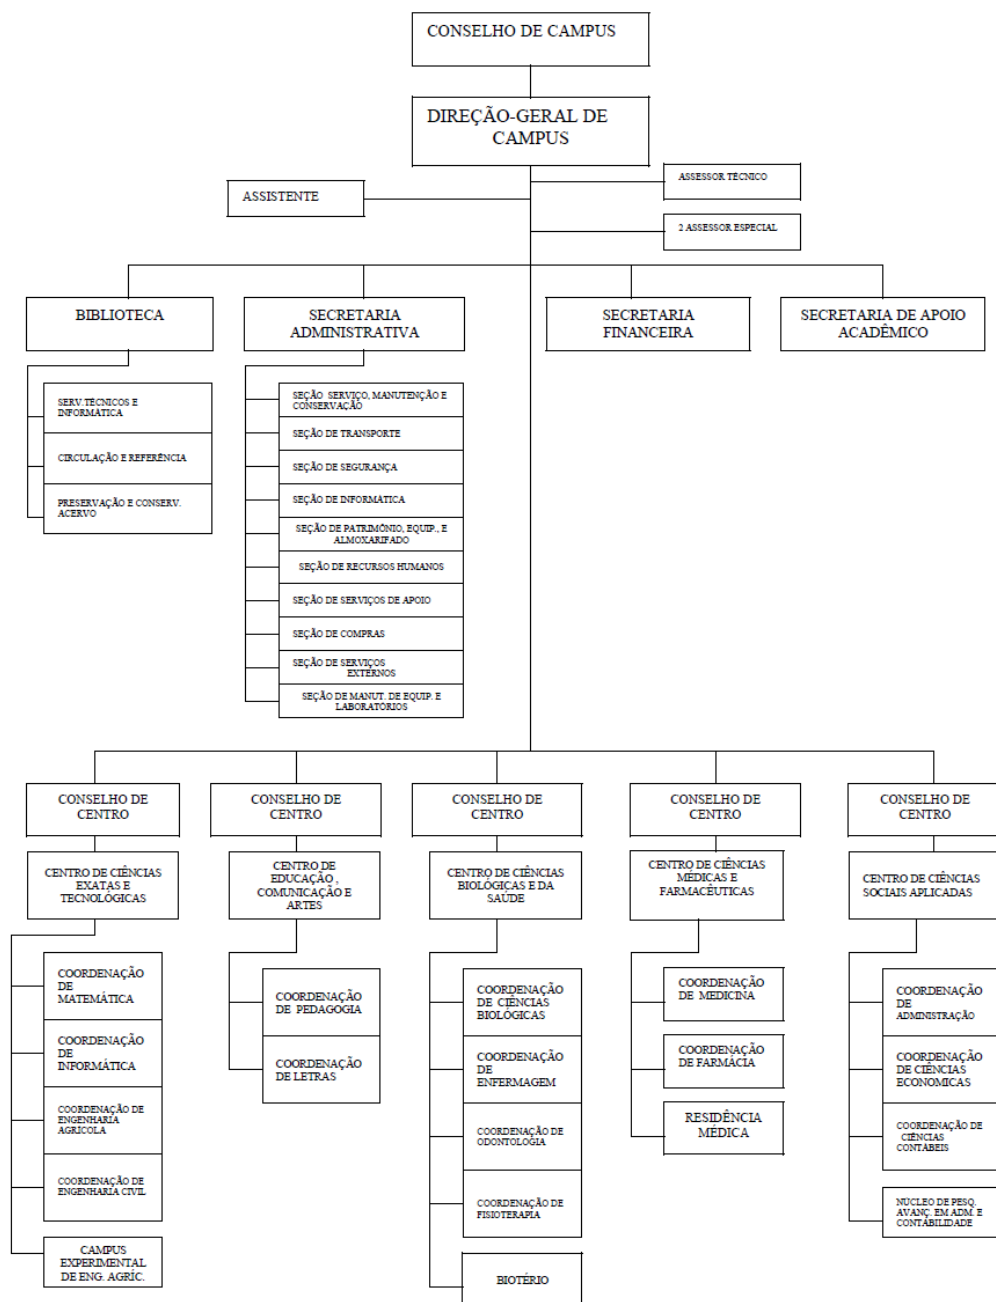 CONSELHO DE CAMPUS
DIREÇÃO-GERAL DE
CAMPUS
ASSESSOR TÉCNICO
ASSISTENTE
2 ASSESSOR ESPECIAL
BIBLIOTECA
SECRETARIA
ADMINISTRATIVA
SECRETARIA
FINANCEIRA
SECRETARIA DE APOIO
ACADÊMICO
SERV.TÉCNICOS E
INFORMÁTICA
CIRCULAÇÃO E REFERÊNCIA
PRESERVAÇÃO E CONSERV.
ACERVO
SEÇÃO SERVIÇO, MANUTENÇÃO E
CONSERVAÇÃO
SEÇÃO DE TRANSPORTE
SEÇÃO DE SEGURANÇA
SEÇÃO DE INFORMÁTICA
SEÇÃO DE PATRIMÔNIO, EQUIP., E
ALMOXARIFADO
SEÇÃO DE RECURSOS HUMANOS
SEÇÃO DE SERVIÇOS DE APOIO
SEÇÃO DE COMPRAS
SEÇÃO DE SERVIÇOS
EXTERNOS
SEÇÃO DE MANUT. DE EQUIP. E
LABORATÓRIOS
CONSELHO DE
CENTRO
CONSELHO DE
CENTRO
CONSELHO DE
CENTRO
CONSELHO DE
CENTRO
CONSELHO DE
CENTRO
CENTRO DE CIÊNCIAS
EXATAS E
TECNOLÓGICAS
CENTRO DE
EDUCAÇÃO ,
COMUNICAÇÃO E
ARTES
CENTRO DE CIÊNCIAS
BIOLÓGICAS E DA
SAÚDE
CENTRO DE CIÊNCIAS
MÉDICAS E
FARMACÊUTICAS
CENTRO DE CIÊNCIAS
SOCIAIS APLICADAS
COORDENAÇÃO
DE
MATEMÁTICA
COORDENAÇÃO
DE
INFORMÁTICA
COORDENAÇÃO DE
ENGENHARIA
AGRÍCOLA
COORDENAÇÃO DE
ENGENHARIA CIVIL
CAMPUS
EXPERIMENTAL
DE ENG. AGRÍC.
COORDENAÇÃO
DE PEDAGOGIA
COORDENAÇÃO
DE LETRAS
COORDENAÇÃO
DE CIÊNCIAS
BIOLÓGICAS
COORDENAÇÃO
DE
ENFERMAGEM
COORDENAÇÃO DE
ODONTOLOGIA
COORDENAÇÃO DE
FISIOTERAPIA
BIOTÉRIO
COORDENAÇÃO
DE MEDICINA
COORDENAÇÃO
DE FARMÁCIA
RESIDÊNCIA
MÉDICA
COORDENAÇÃO
DE
ADMINISTRAÇÃO
COORDENAÇÃO
DE CIÊNCIAS
ECONOMICAS
COORDENAÇÃO DE
CIÊNCIAS
CONTÁBEIS
NÚCLEO DE PESQ.
AVANÇ. EM ADM. E
CONTABILIDADE